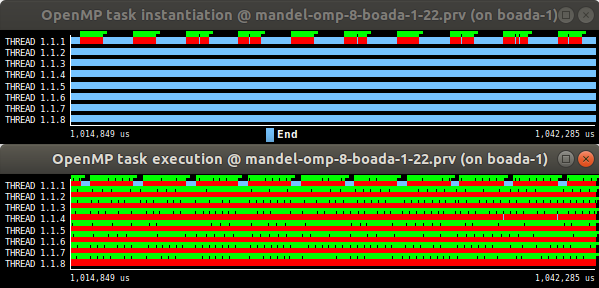 OpenMP task instantiation @ mandel-omp-8-boada-1-22.prv (on boada-1)
THREAD 1.1.1
THREAD 1.1.2
THREAD 1.1.3
THREAD 1.1.4
THREAD 1.1.5
THREAD 1.1.6
THREAD 1.1.7
THREAD 1.1.8
1,014,849 us
1,042,285 us
End
OpenMP task execution @ mandel-omp-8-boada-1-22.prv (on boada-1)
THREAD 1.1.1
THREAD 1.1.2
THREAD 1.1.3
THREAD 1.1.4
THREAD 1.1.5
THREAD 1.1.6
THREAD 1.1.7
THREAD 1.1.8
1,014,849 us
1,042,285 us